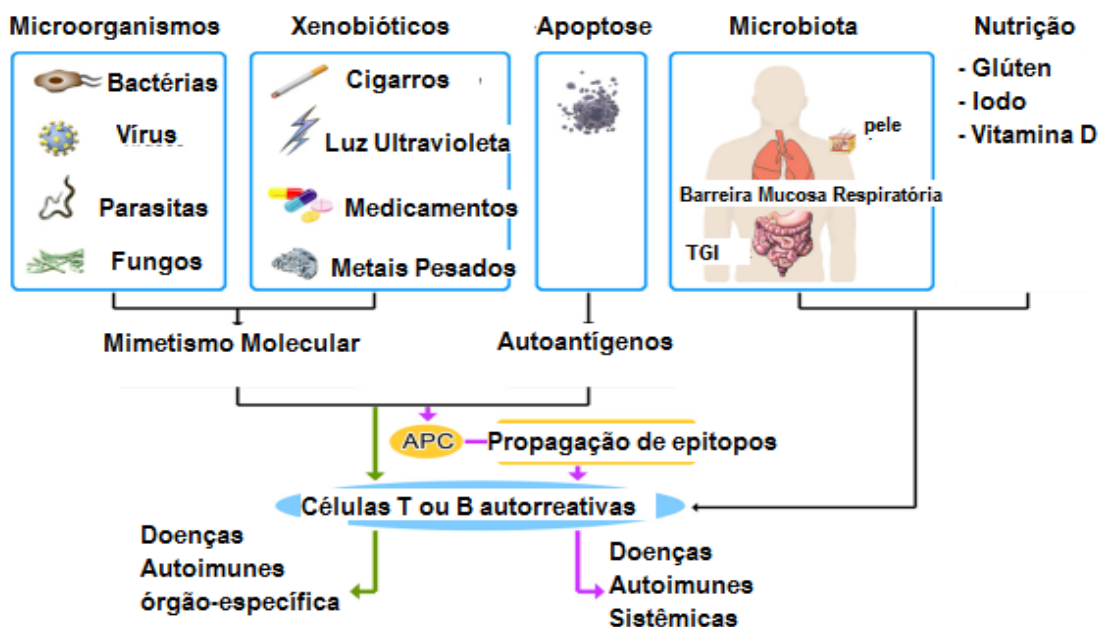 Microorganismos
Xenobióticos
Apoptose
Microbiota
Nutrição
Bactérias
Vírus
Parasitas
Fungos
Cigarros
Luz Ultravioleta
Medicamentos
Metais Pesados
pele
Barreira Mucosa Respiratória
TGI
- Glúten
- Iodo
- Vitamina D
Mimetismo Molecular
Autoantígenos
APC
Propagação de epitopos
Células T ou B autorreativas
Doenças
Autoimunes
órgão-específica
Doenças
Autoimunes
Sistêmicas